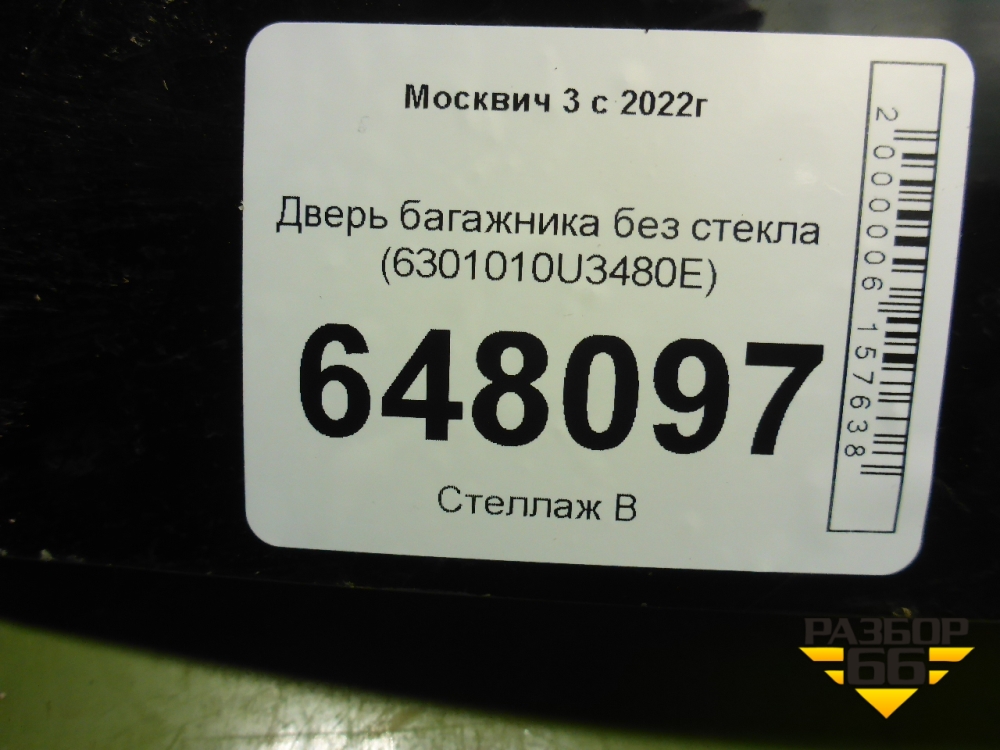 Москвич 3 с 2022г
Дверь багажника без стекла
(6301010U3480E)
648097
Стеллаж В
2000006157638
РАЗБОР
66